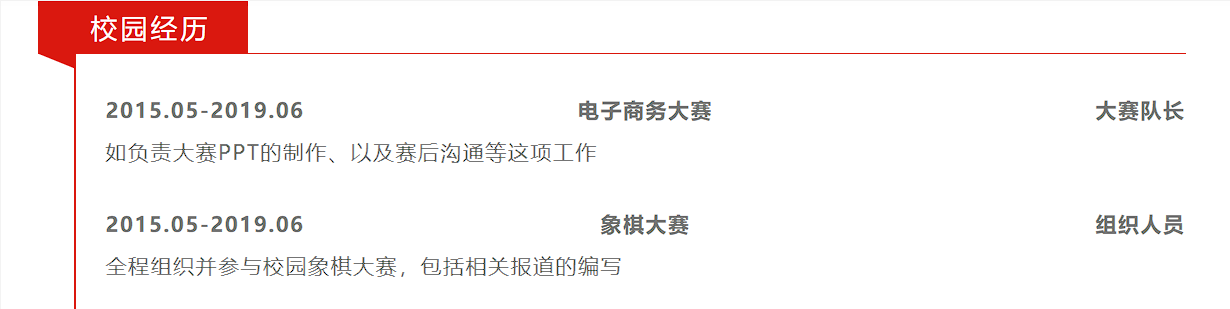 校园经历
2015.05-2019.06 电子商务大赛 大赛队长
如负责大赛PPT的制作、以及赛后沟通等这项工作
2015.05-2019.06 象棋大赛 组织人员
全程组织并参与校园象棋大赛，包括相关报道的编写